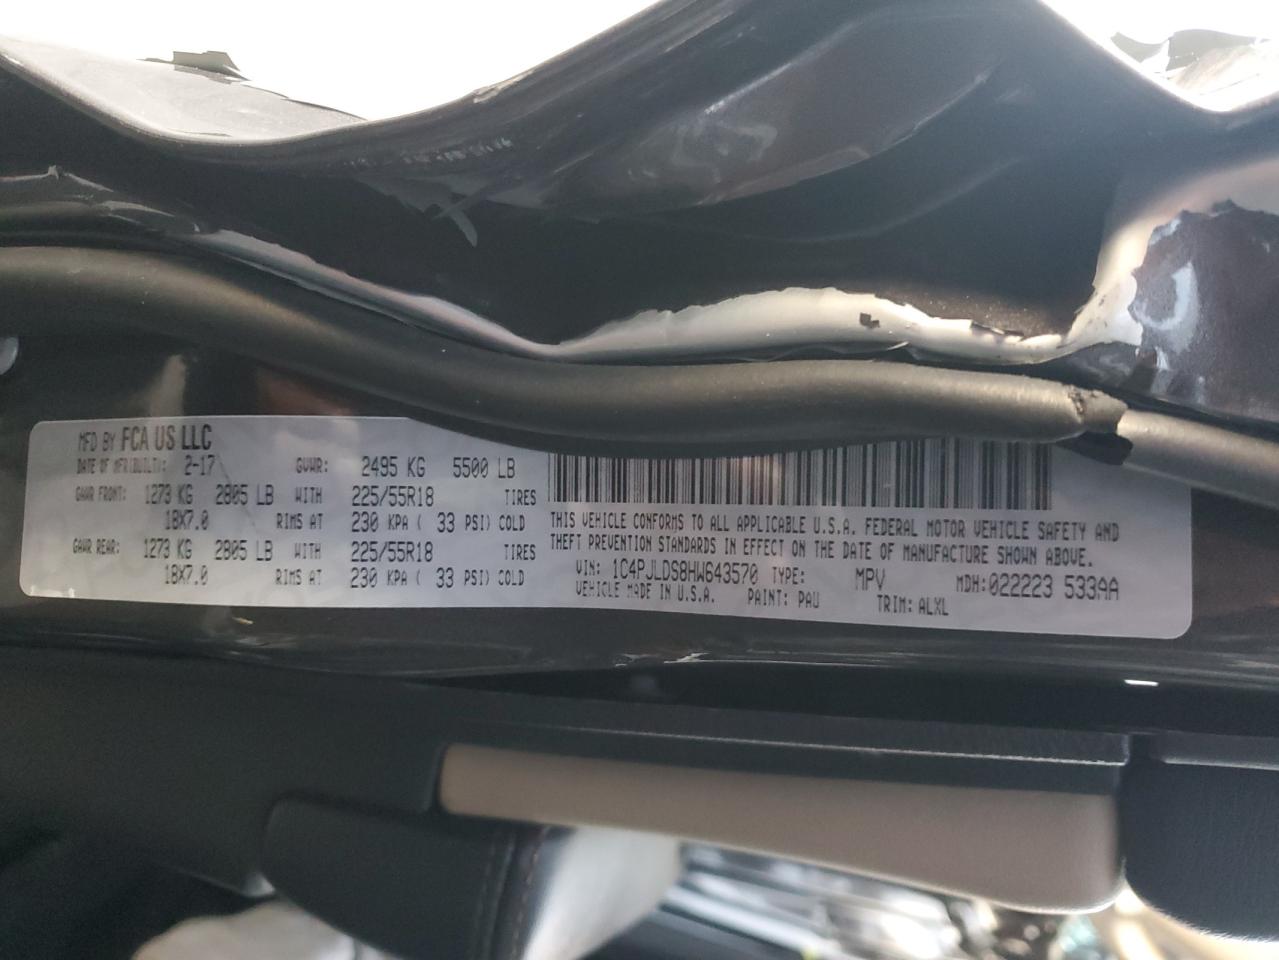 MFD BY FCA US LLC
DATE OF MFR(BUILT): 2-17 GVWR: 2495 KG 5500 LB
GAWR FRONT: 1273 KG 2805 LB WITH 225/55R18 TIRES
18X7.0 RIMS AT 230 KPA ( 33 PSI) COLD
GAWR REAR: 1273 KG 2805 LB WITH 225/55R18 TIRES
18X7.0 RIMS AT 230 KPA ( 33 PSI) COLD
THIS VEHICLE CONFORMS TO ALL APPLICABLE U.S.A. FEDERAL MOTOR VEHICLE SAFETY AND
THEFT PREVENTION STANDARDS IN EFFECT ON THE DATE OF MANUFACTURE SHOWN ABOVE.
VIN: 1C4PJLDS8HW643570 TYPE: MPV MDH:022223 533AA
VEHICLE MADE IN U.S.A. PAINT: PAU TRIM: ALXL